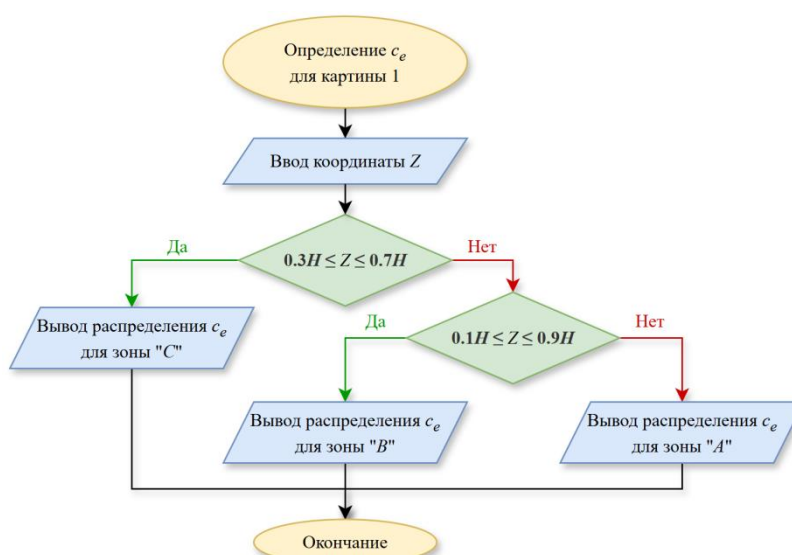 Определение c_e
для картины 1
Ввод координаты Z
Да
Нет
0.3H ≤ Z ≤ 0.7H
Вывод распределения c_e
для зоны "C"
Да
Нет
0.1H ≤ Z ≤ 0.9H
Вывод распределения c_e
для зоны "B"
Вывод распределения c_e
для зоны "A"
Окончание